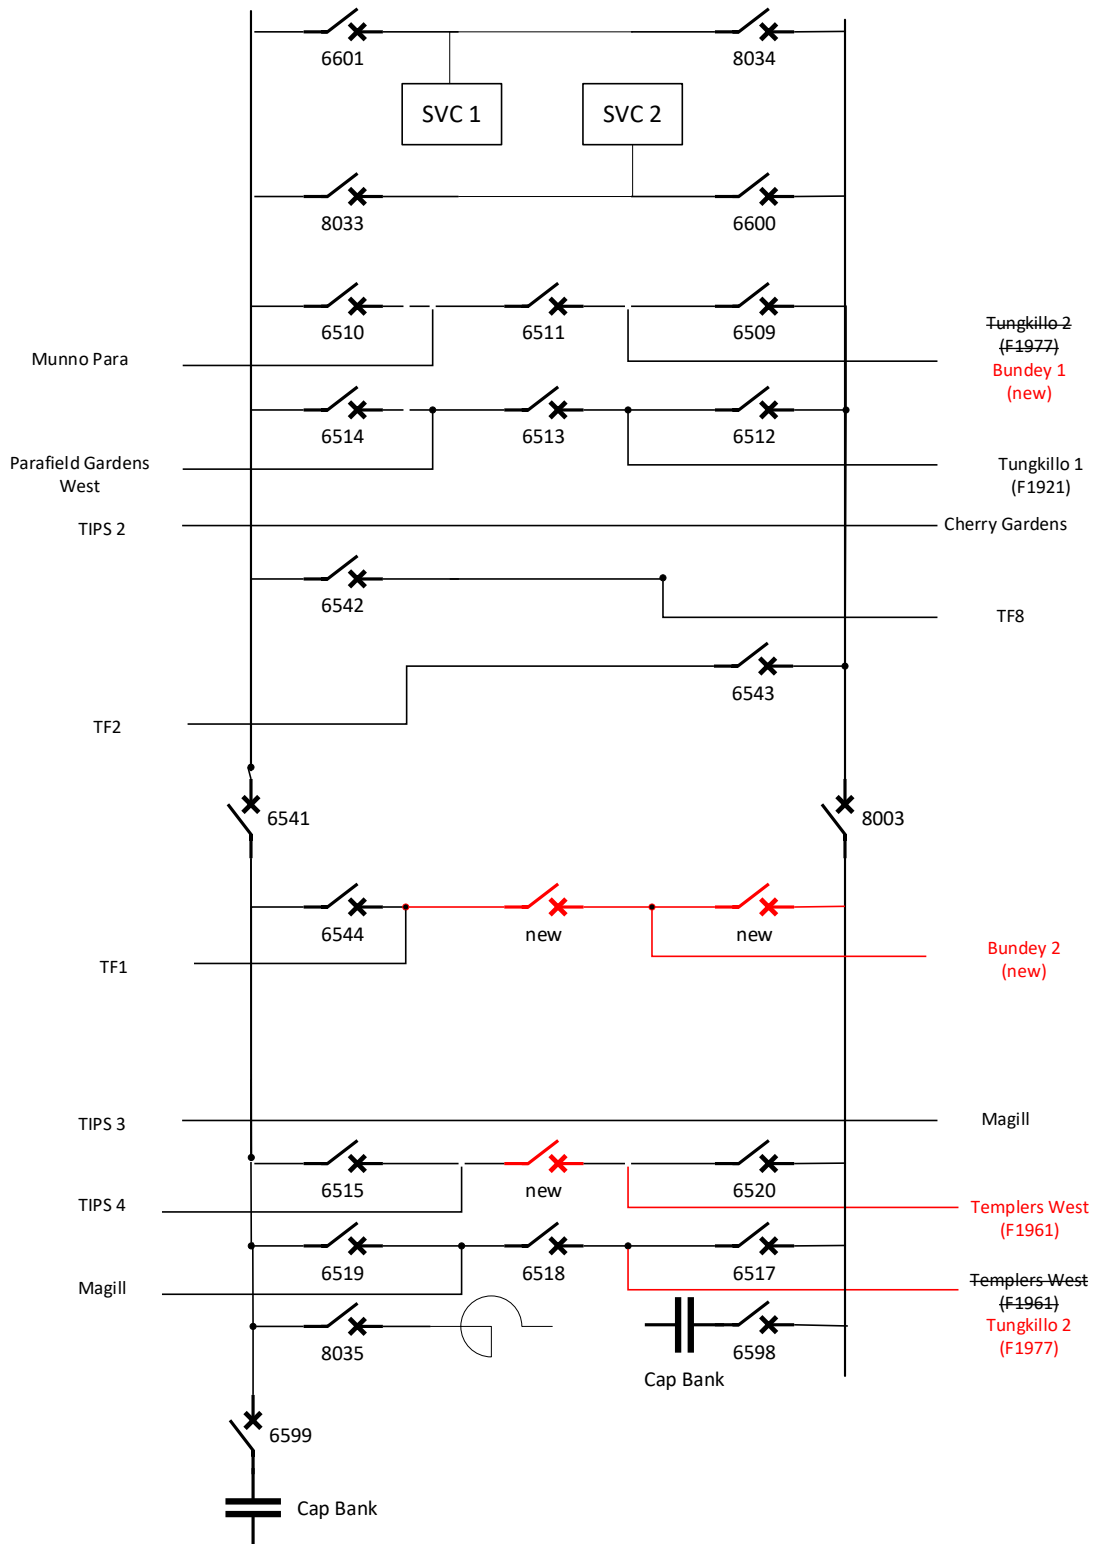 6601
8034
SVC 1
SVC 2
8033
6600
6510
6511
6509
Tungkillo 2
(F1977)
Bundey 1
(new)
Munno Para
6514
6513
6512
Parafield Gardens
West
Tungkillo 1
(F1921)
TIPS 2
Cherry Gardens
6542
TF8
6543
TF2
6541
8003
6544
new
new
TF1
Bundey 2
(new)
TIPS 3
Magill
6515
new
6520
TIPS 4
Templers West
(F1961)
6519
6518
6517
Magill
Templers West
(F1961)
Tungkillo 2
(F1977)
8035
6598
Cap Bank
6599
Cap Bank